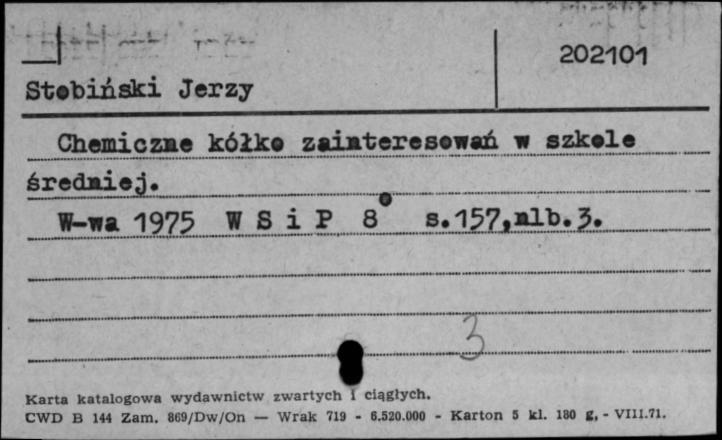 202101
Stobiński Jerzy
Chemiczne kółko zainteresowań w szkole
średniej.
W-wa 1975 W S i P 8° s.157,nlb.3.
3
Karta katalogowa wydawnictw zwartych i ciągłych.
CWD B 144 Zam. 869/Dw/On — Wrak 719 - 6.520.000 - Karton 5 kl. 180 g, - VIII.71.